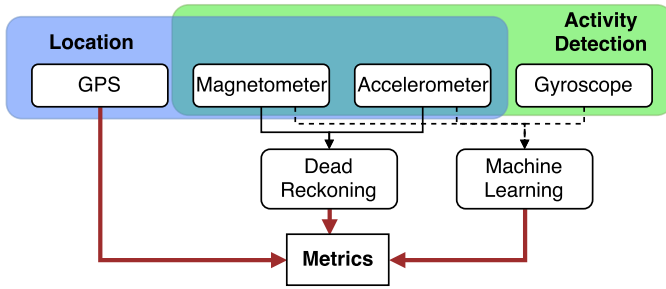 Location
Activity
Detection
GPS
Magnetometer
Accelerometer
Gyroscope
Dead
Reckoning
Machine
Learning
Metrics